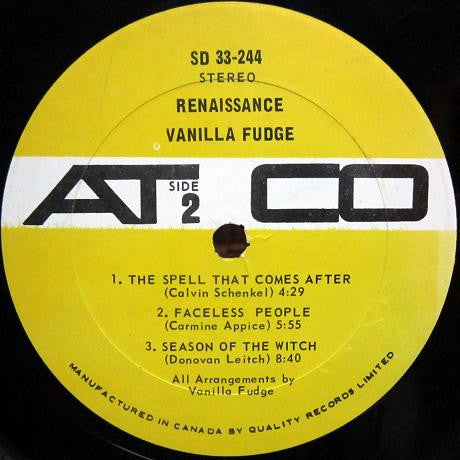 SD 33-244
STEREO
RENAISSANCE
VANILLA FUDGE
ATCO
SIDE
2
1. THE SPELL THAT COMES AFTER
(Calvin Schenkel) 4:29
2. FACELESS PEOPLE
(Carmine Appice) 5:55
3. SEASON OF THE WITCH
(Donovan Leitch) 8:40
All Arrangements by
Vanilla Fudge
MANUFACTURED IN CANADA BY QUALITY RECORDS LIMITED